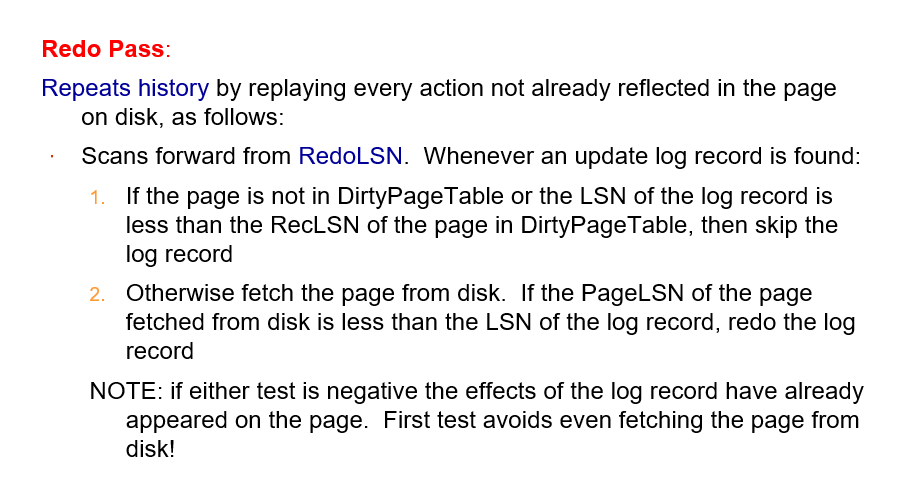 Redo Pass:
Repeats history by replaying every action not already reflected in the page
on disk, as follows:
· Scans forward from RedoLSN. Whenever an update log record is found:
1. If the page is not in DirtyPageTable or the LSN of the log record is
less than the RecLSN of the page in DirtyPageTable, then skip the
log record
2. Otherwise fetch the page from disk. If the PageLSN of the page
fetched from disk is less than the LSN of the log record, redo the log
record
NOTE: if either test is negative the effects of the log record have already
appeared on the page. First test avoids even fetching the page from
disk!